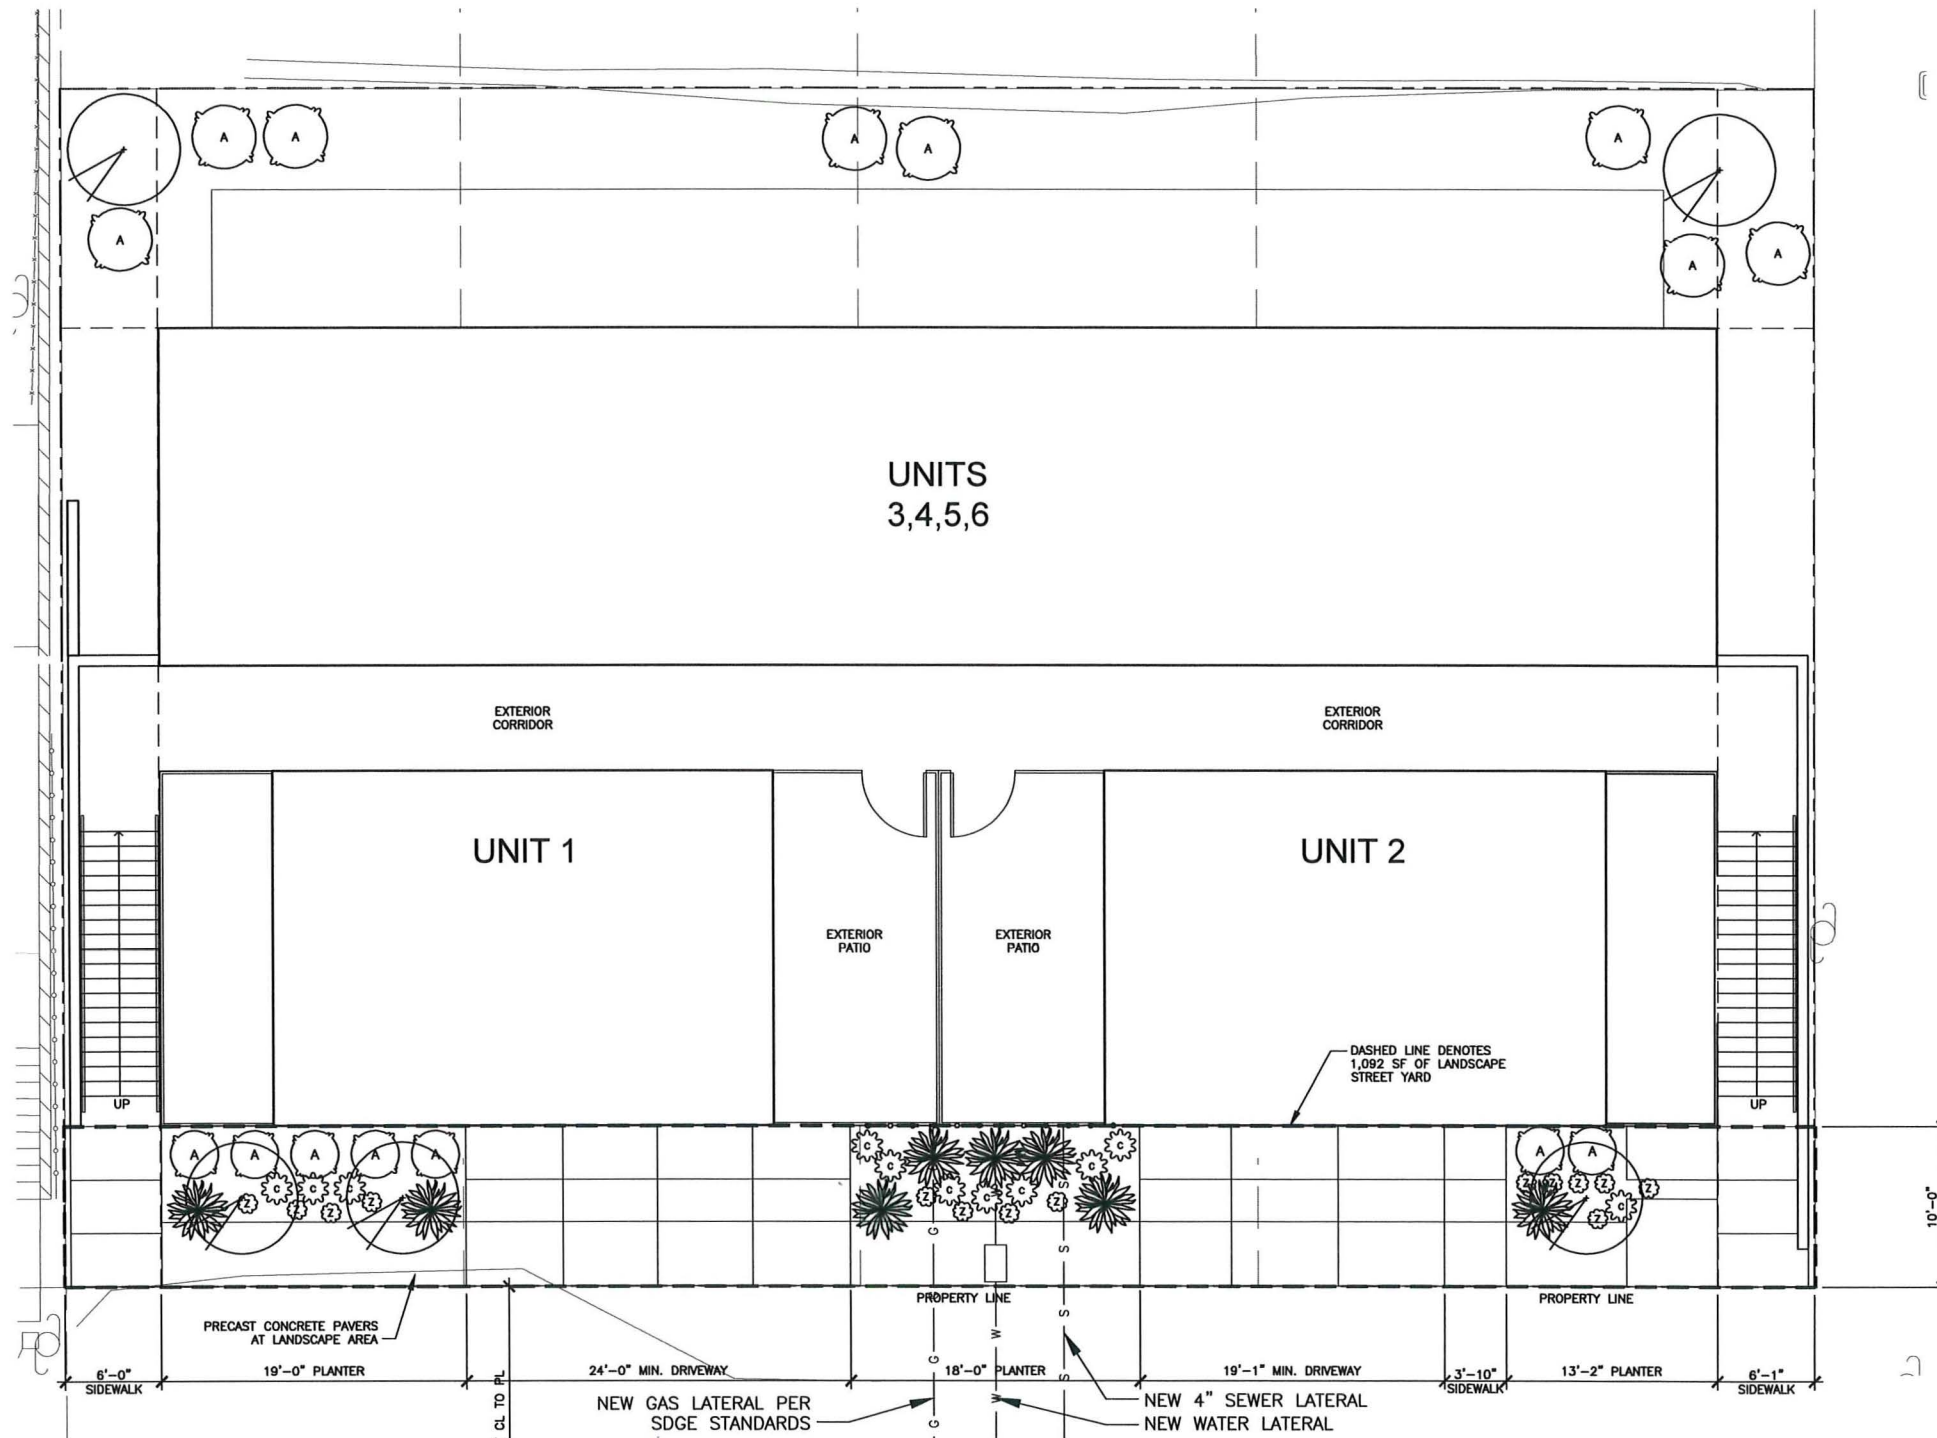 A
A
A
A
A
A
A
A
UNITS
3,4,5,6
EXTERIOR
CORRIDOR
EXTERIOR
CORRIDOR
UNIT 1
UNIT 2
EXTERIOR
PATIO
EXTERIOR
PATIO
DASHED LINE DENOTES
1,092 SF OF LANDSCAPE
STREET YARD
UP
UP
A A A A A
C C C
Z Z Z Z
C C C C
C C C
Z Z Z Z
A A
Z Z Z Z Z
C
Z
G
S
S
S
10'-0"
PROPERTY LINE
PROPERTY LINE
PRECAST CONCRETE PAVERS
AT LANDSCAPE AREA
G
W
S
G
W
S
G
6'-0"
SIDEWALK
19'-0" PLANTER
24'-0" MIN. DRIVEWAY
18'-0" PLANTER
19'-1" MIN. DRIVEWAY
3'-10"
SIDEWALK
13'-2" PLANTER
6'-1"
SIDEWALK
CL TO PL
NEW GAS LATERAL PER
SDGE STANDARDS
NEW 4" SEWER LATERAL
NEW WATER LATERAL